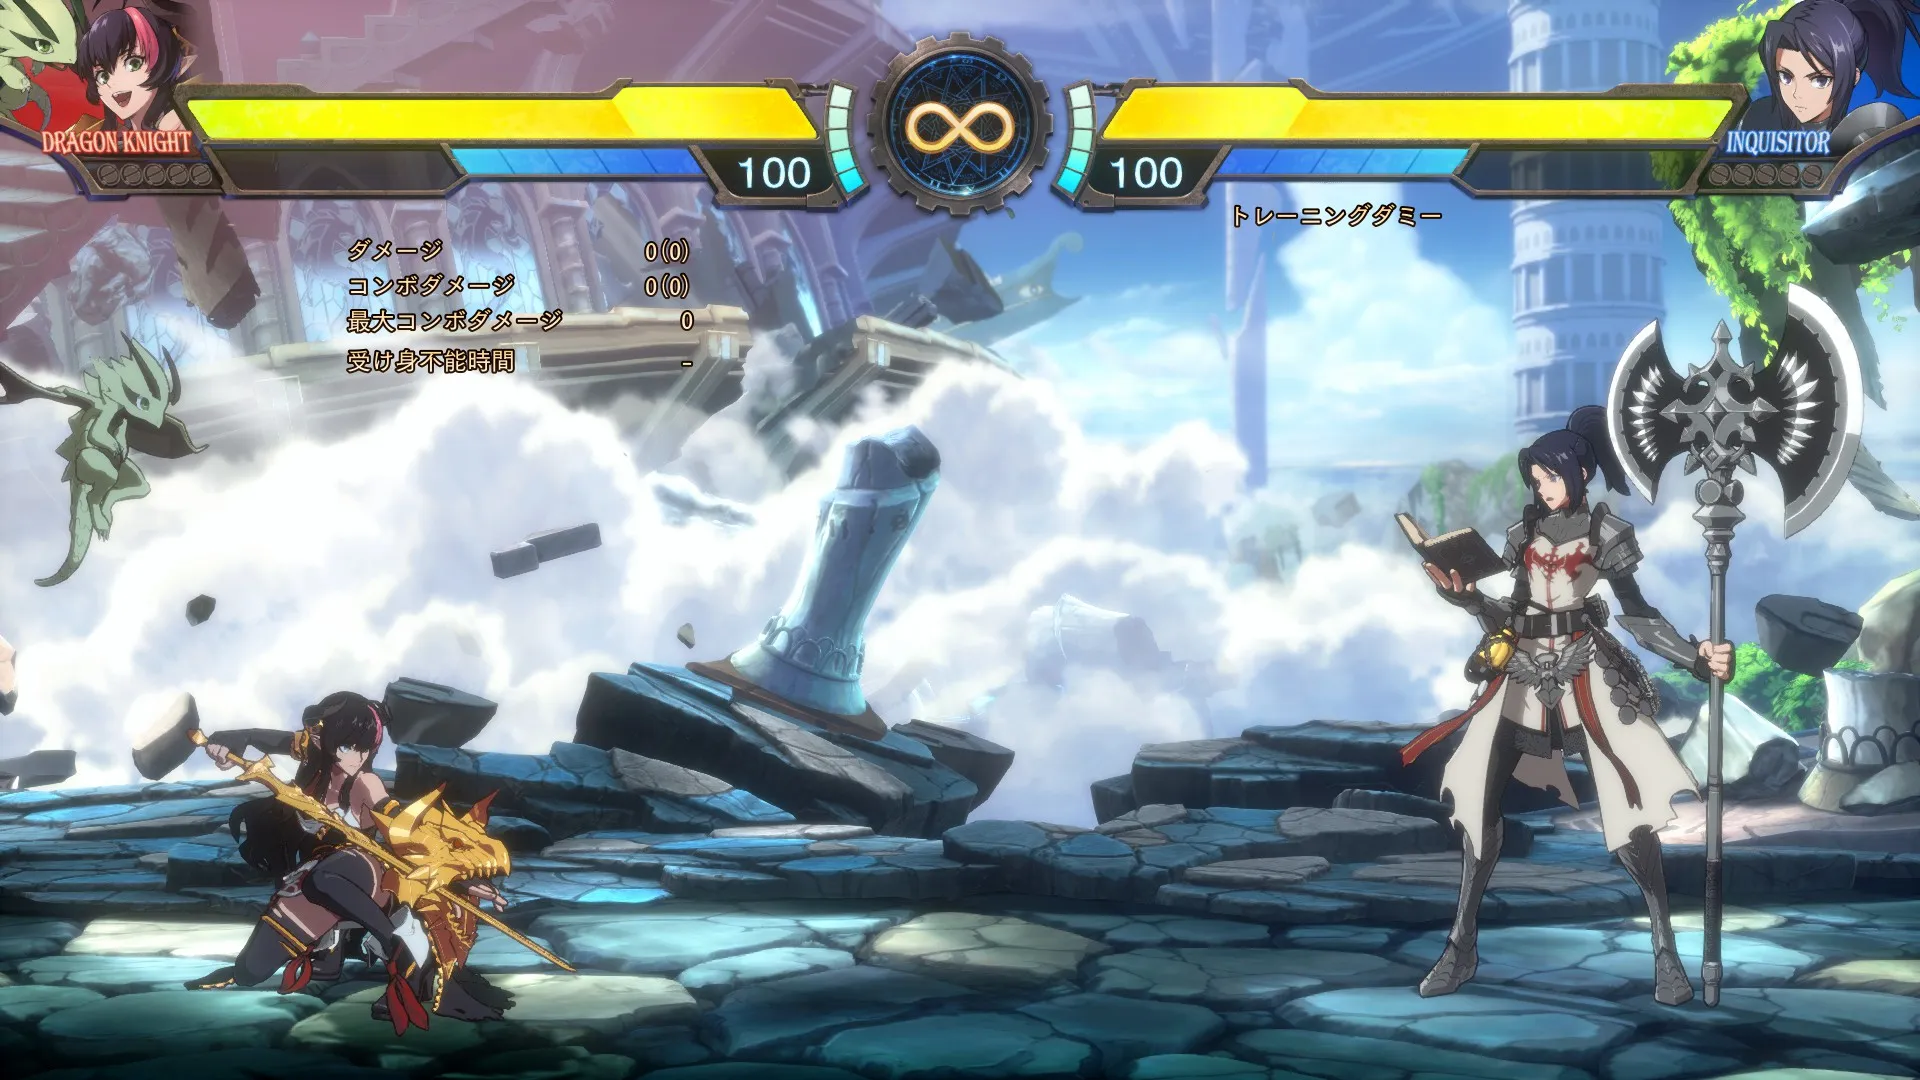 DRAGON KNIGHT
INQUISITOR
100
100
トレーニングダミー
ダメージ 0(0)
コンボダメージ 0(0)
最大コンボダメージ 0
受け身不能時間 -